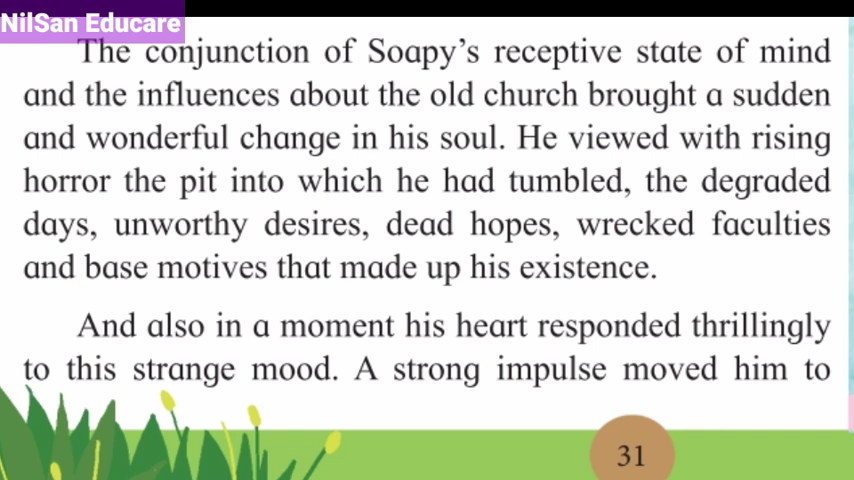 NilSan Educare
The conjunction of Soapy's receptive state of mind
and the influences about the old church brought a sudden
and wonderful change in his soul. He viewed with rising
horror the pit into which he had tumbled, the degraded
days, unworthy desires, dead hopes, wrecked faculties
and base motives that made up his existence.
And also in a moment his heart responded thrillingly
to this strange mood. A strong impulse moved him to
31